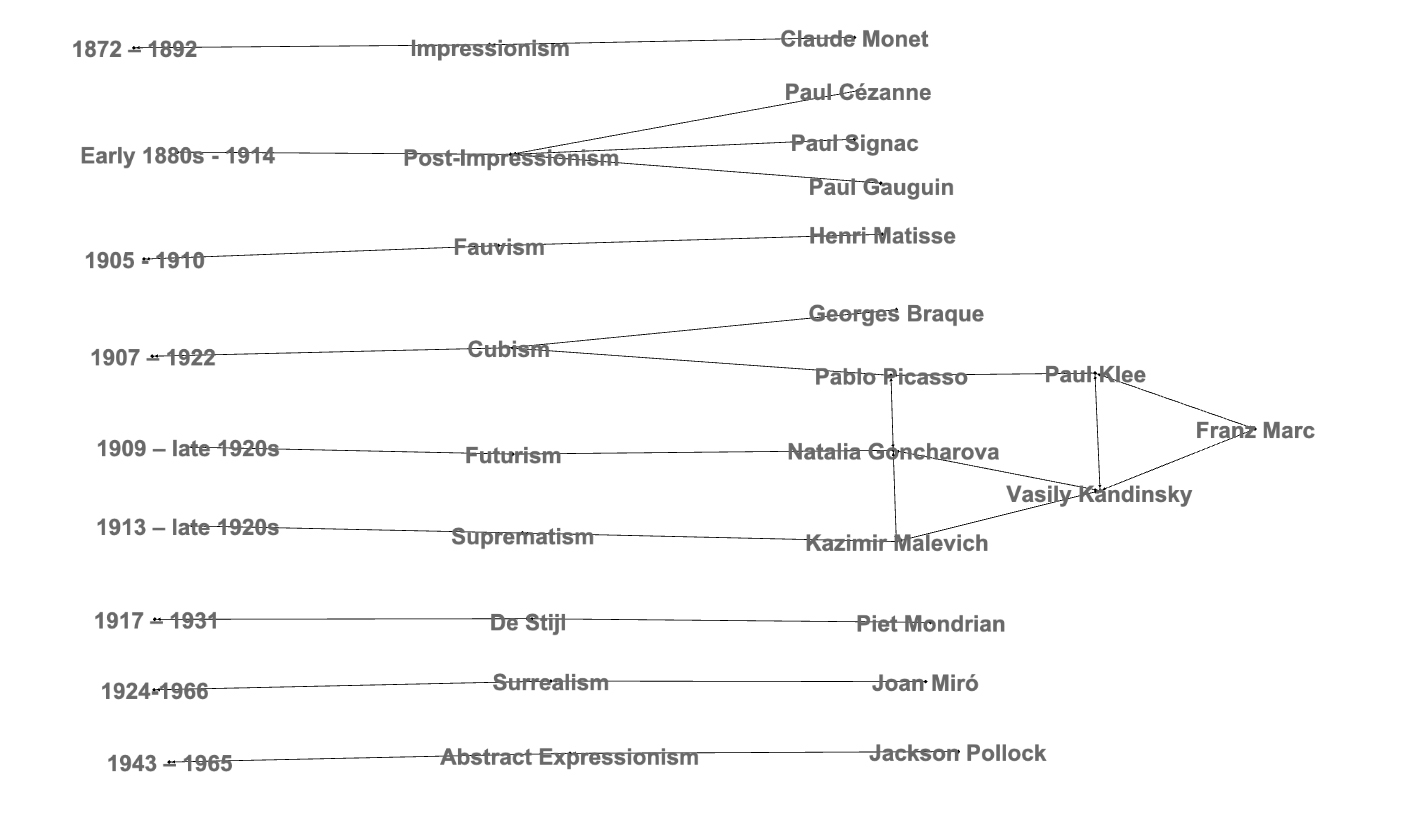 1872 – 1892 Impressionism Claude Monet
Paul Cézanne
Early 1880s - 1914 Post-Impressionism Paul Signac
Paul Gauguin
1905 - 1910 Fauvism Henri Matisse
Georges Braque
1907 – 1922 Cubism Pablo Picasso Paul Klee
Franz Marc
1909 – late 1920s Futurism Natalia Goncharova
Vasily Kandinsky
1913 – late 1920s Suprematism Kazimir Malevich
1917 – 1931 De Stijl Piet Mondrian
1924-1966 Surrealism Joan Miró
1943 – 1965 Abstract Expressionism Jackson Pollock